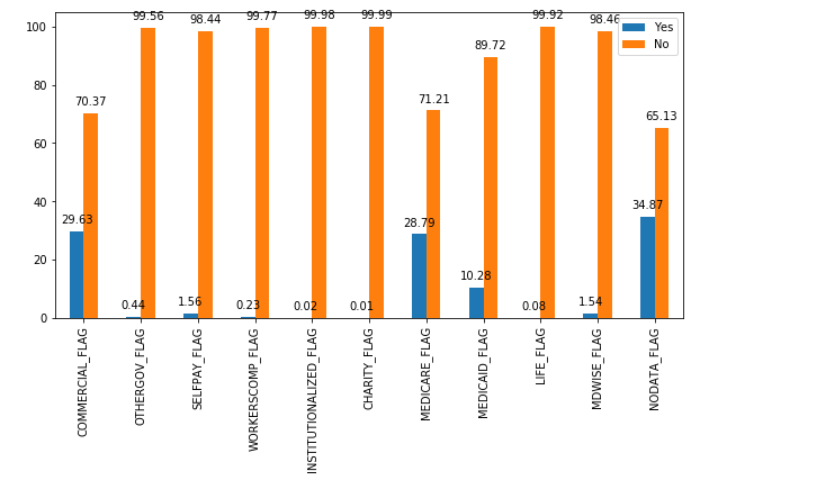 99.56
98.44
99.77
99.98
99.99
99.92
98.46
Yes
No
100
89.72
80
70.37
71.21
65.13
60
40
34.87
29.63
28.79
20
10.28
0.44
1.56
0.23
0.02
0.01
0.08
1.54
0
COMMERCIAL_FLAG
OTHERGOV_FLAG
SELFPAY_FLAG
WORKERSCOMP_FLAG
INSTITUTIONALIZED_FLAG
CHARITY_FLAG
MEDICARE_FLAG
MEDICAID_FLAG
LIFE_FLAG
MDWISE_FLAG
NODATA_FLAG